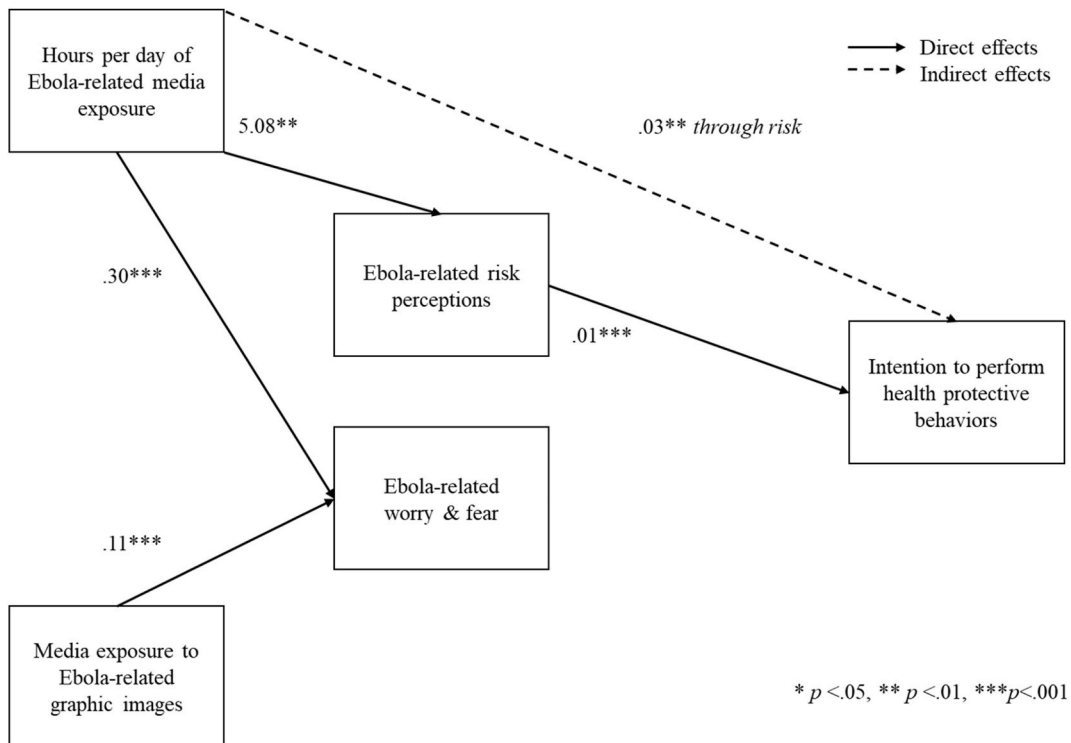 Hours per day of
Ebola-related media
exposure
Direct effects
Indirect effects
5.08**
.03** through risk
Ebola-related risk
perceptions
.30***
.01***
Intention to perform
health protective
behaviors
Ebola-related
worry & fear
.11***
Media exposure to
Ebola-related
graphic images
* p <.05, ** p <.01, ***p<.001